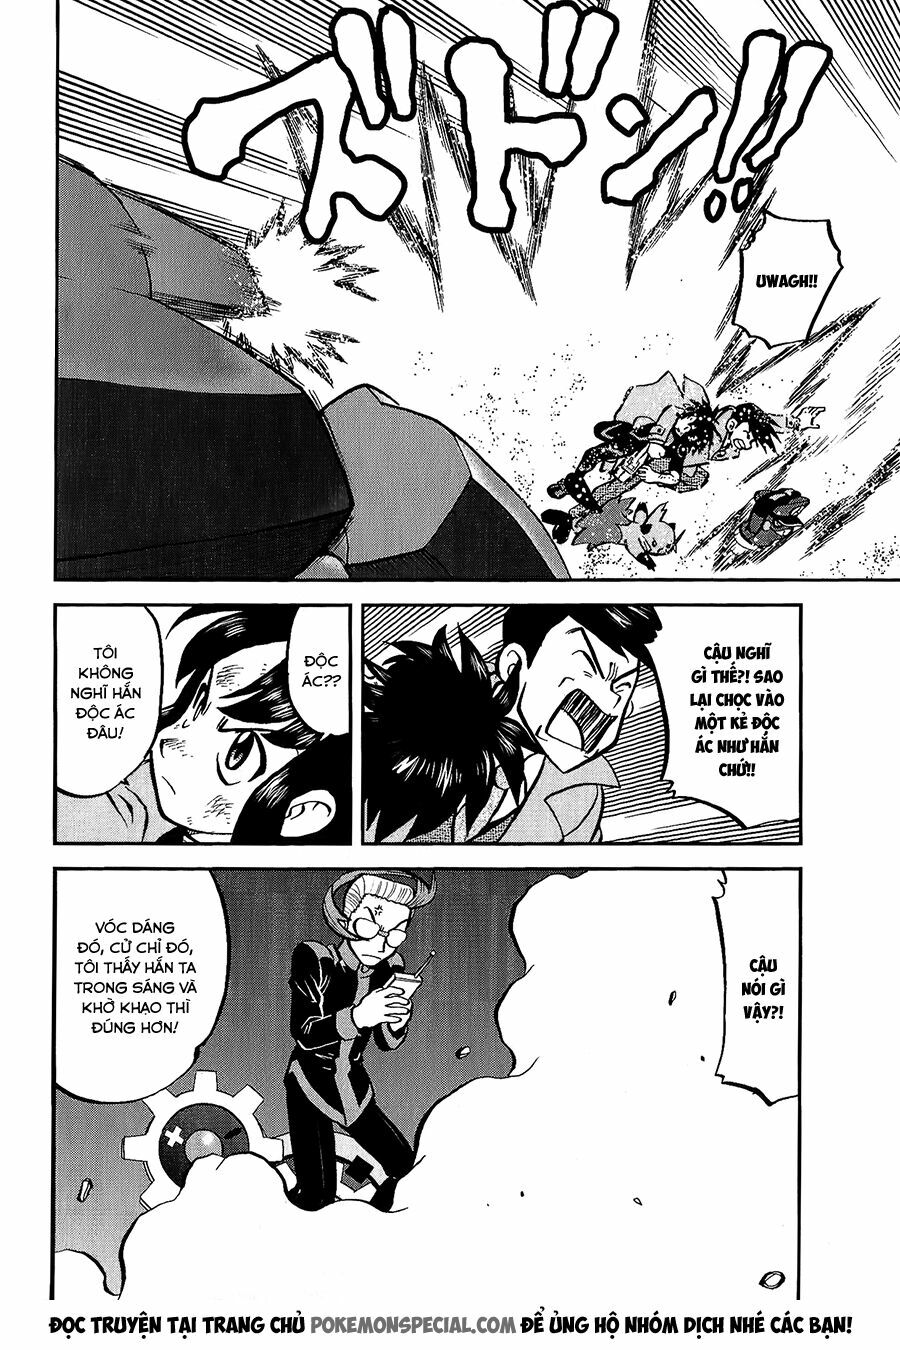 ズドン!!
UWAGH!!
CẬU NGHĨ
GÌ THẾ?! SAO
LẠI CHỌC VÀO
MỘT KẺ ĐỘC
ÁC NHƯ HẮN
CHỨ!!
ĐỘC
ÁC??
TÔI
KHÔNG
NGHĨ HẮN
ĐỘC ÁC
ĐÂU!
CẬU
NÓI GÌ
VẬY?!
VÓC DÁNG
ĐÓ, CỬ CHỈ ĐÓ,
TÔI THẤY HẮN TA
TRONG SÁNG VÀ
KHỜ KHẠO THÌ
ĐÚNG HƠN!
ĐỌC TRUYỆN TẠI TRANG CHỦ POKEMONSPECIAL.COM ĐỂ ỦNG HỘ NHÓM DỊCH NHÉ CÁC BẠN!